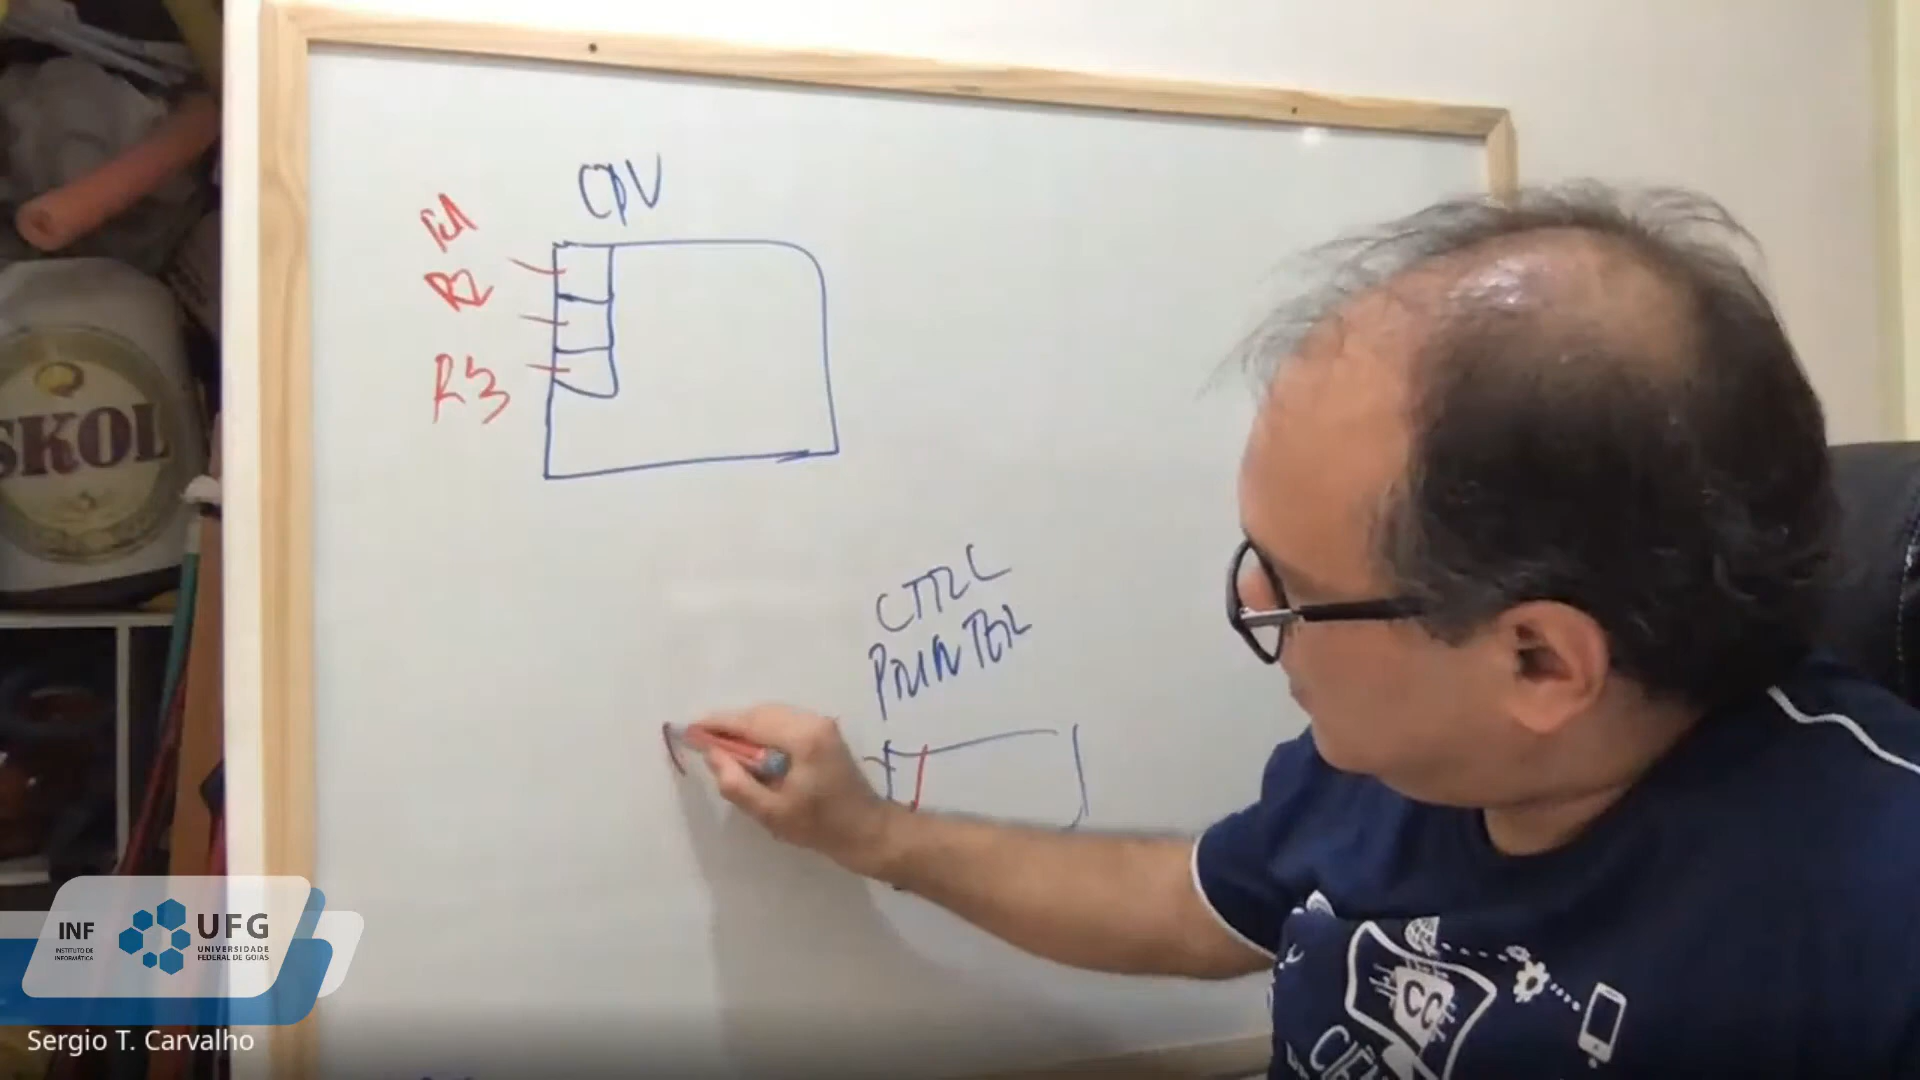 CPU
R1
R2
R3
CTRL
PRINTER
SKOL
INF
INSTITUTO DE
INFORMÁTICA
UFG
UNIVERSIDADE
FEDERAL DE GOIÁS
Sergio T. Carvalho
CC